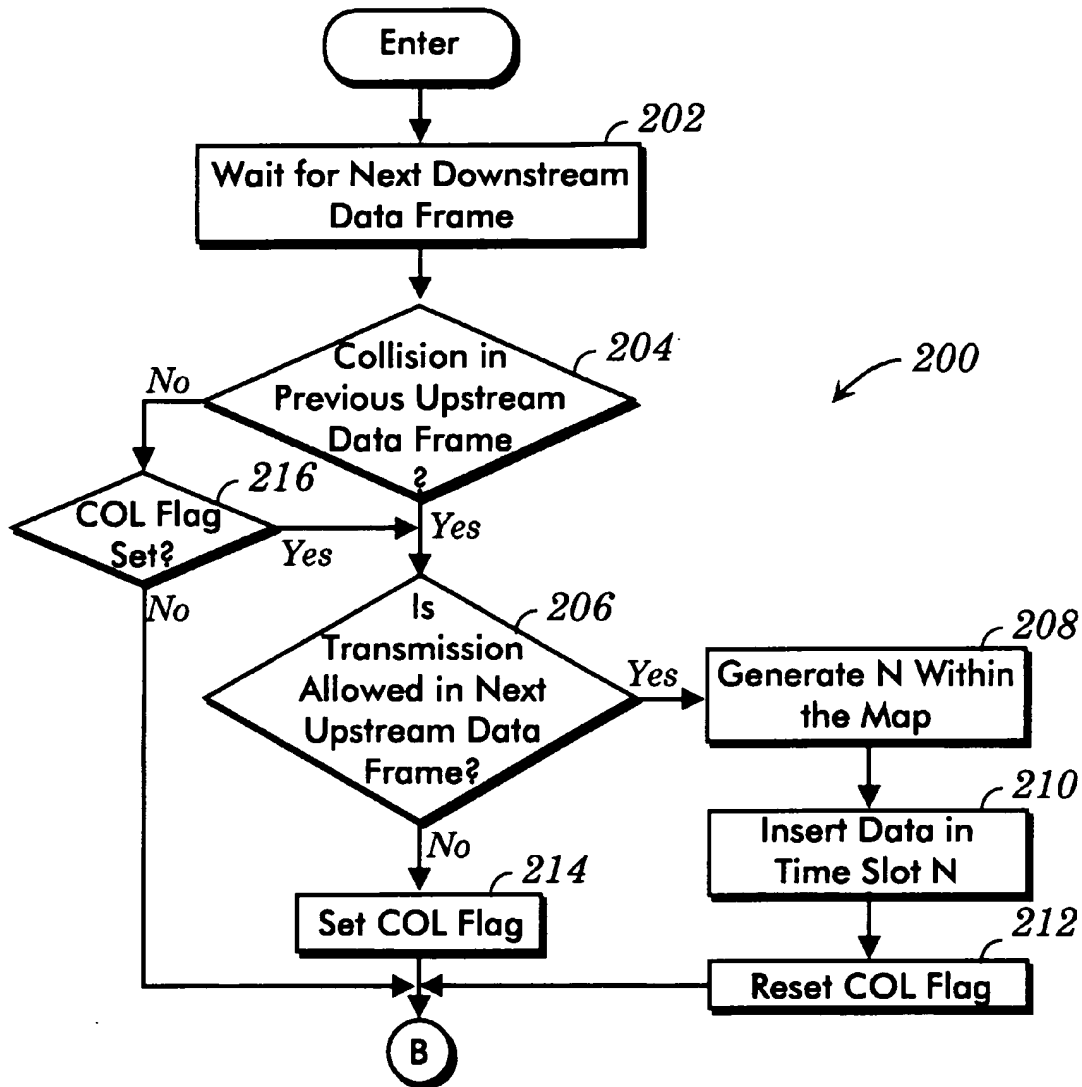 Enter
202
Wait for Next Downstream
Data Frame
204
Collision in
Previous Upstream
Data Frame
?
No
Yes
200
216
COL Flag
Set?
Yes
No
206
Is
Transmission
Allowed in Next
Upstream Data
Frame?
Yes
No
208
Generate N Within
the Map
210
Insert Data in
Time Slot N
214
Set COL Flag
212
Reset COL Flag
B